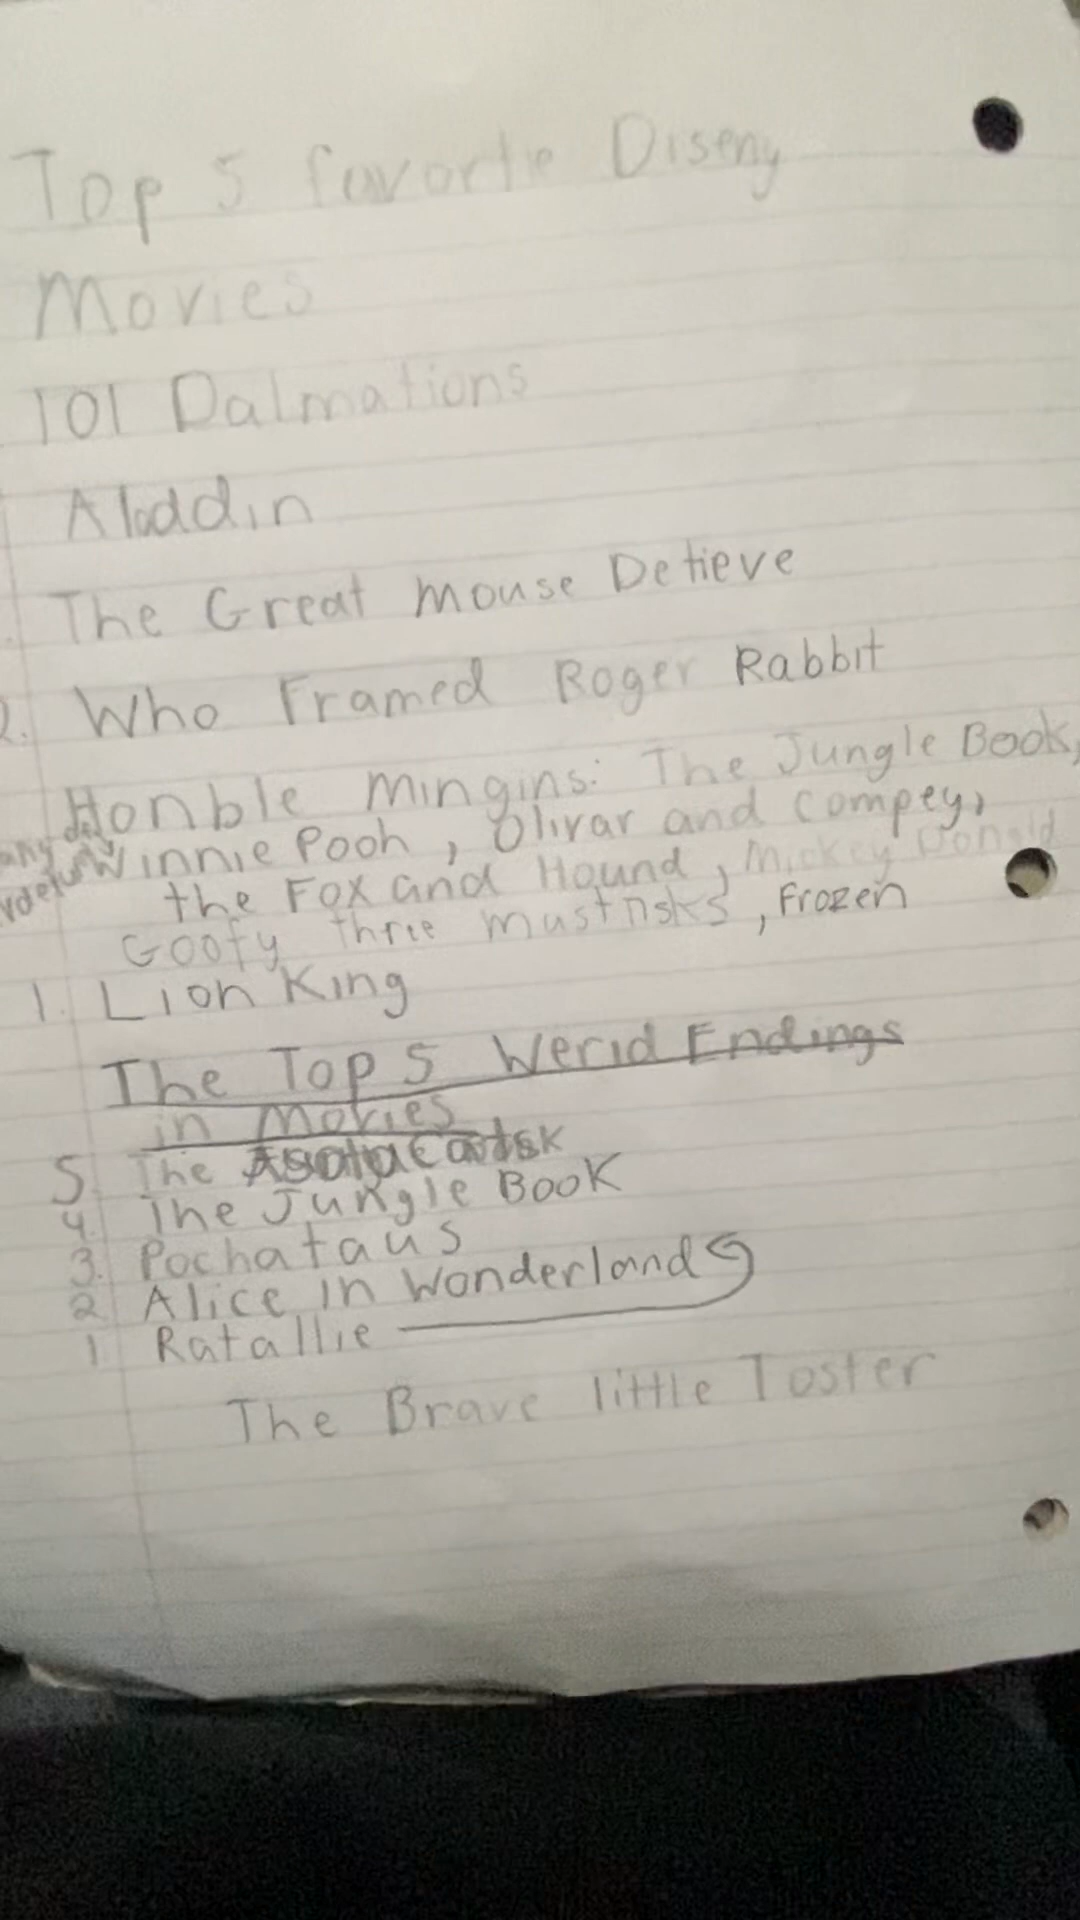 Top 5 favortie Diseny
Movies
101 Dalmations
Aladdin
The Great mouse Detieve
2. Who Framed Roger Rabbit
Honble mingins: The Jungle Book,
Winnie Pooh, Olivar and compey,
the Fox and Hound, Mickey Donald
Goofy three mustrisks, Frozen
1. Lion King
The Top 5 Werid Endings
in Movies
5. The
4. The Jungle Book
3. Pochataus
2 Alice in Wonderland
1. Ratallie
The Brave little Toster